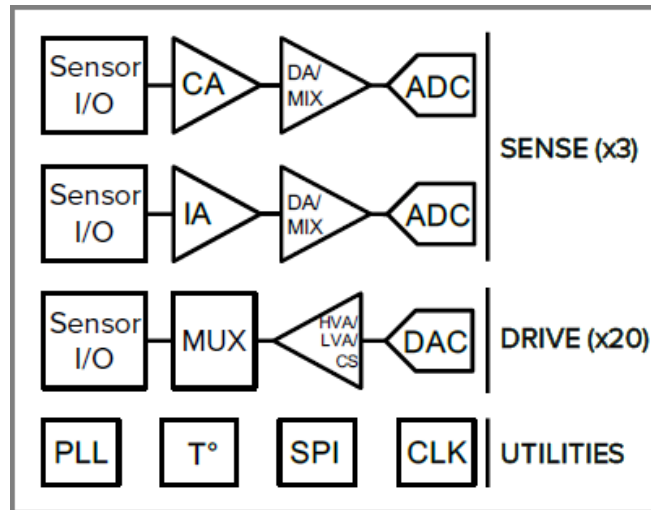 Sensor
I/O
CA
DA/
MIX
ADC
SENSE (x3)
Sensor
I/O
IA
DA/
MIX
ADC
Sensor
I/O
MUX
HVA/
LVA/
CS
DAC
DRIVE (x20)
PLL
T°
SPI
CLK
UTILITIES